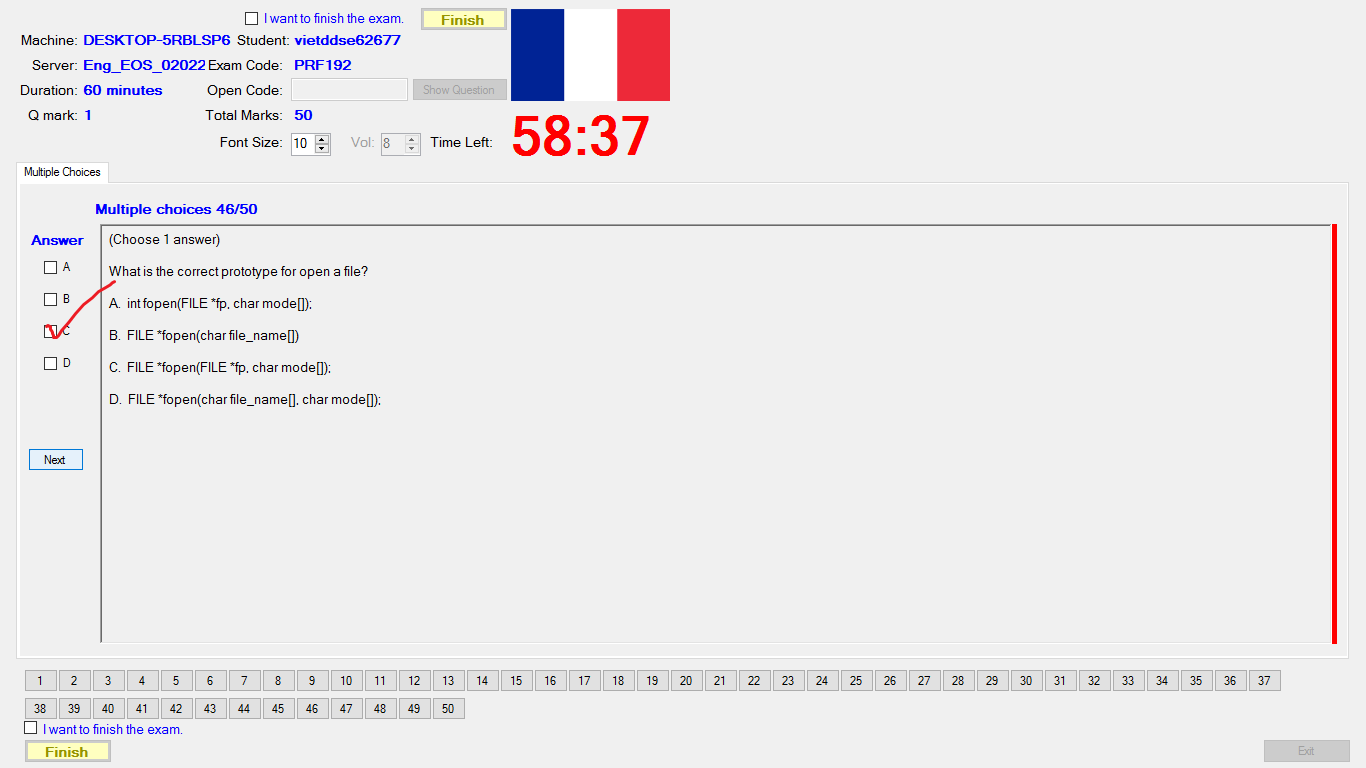 I want to finish the exam. Finish
Machine: DESKTOP-5RBLSP6 Student: vietddse62677
Server: Eng_EOS_02022 Exam Code: PRF192
Duration: 60 minutes Open Code: Show Question
Q mark: 1 Total Marks: 50
Font Size: 10 Vol: 8 Time Left: 58:37
Multiple Choices
Multiple choices 46/50
Answer
(Choose 1 answer)
A
What is the correct prototype for open a file?
B
A. int fopen(FILE *fp, char mode[]);
C
B. FILE *fopen(char file_name[])
D
C. FILE *fopen(FILE *fp, char mode[]);
D. FILE *fopen(char file_name[], char mode[]);
Next
1 2 3 4 5 6 7 8 9 10 11 12 13 14 15 16 17 18 19 20 21 22 23 24 25 26 27 28 29 30 31 32 33 34 35 36 37
38 39 40 41 42 43 44 45 46 47 48 49 50
I want to finish the exam.
Finish Exit